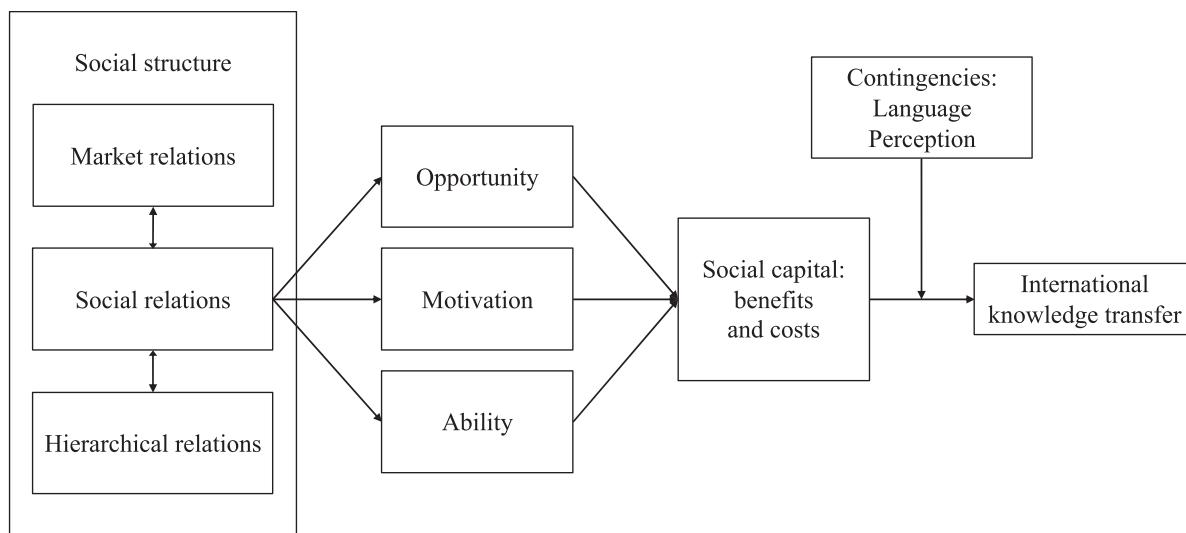 Social structure
Market relations
Social relations
Hierarchical relations
Opportunity
Motivation
Ability
Social capital:
benefits
and costs
Contingencies:
Language
Perception
International
knowledge transfer